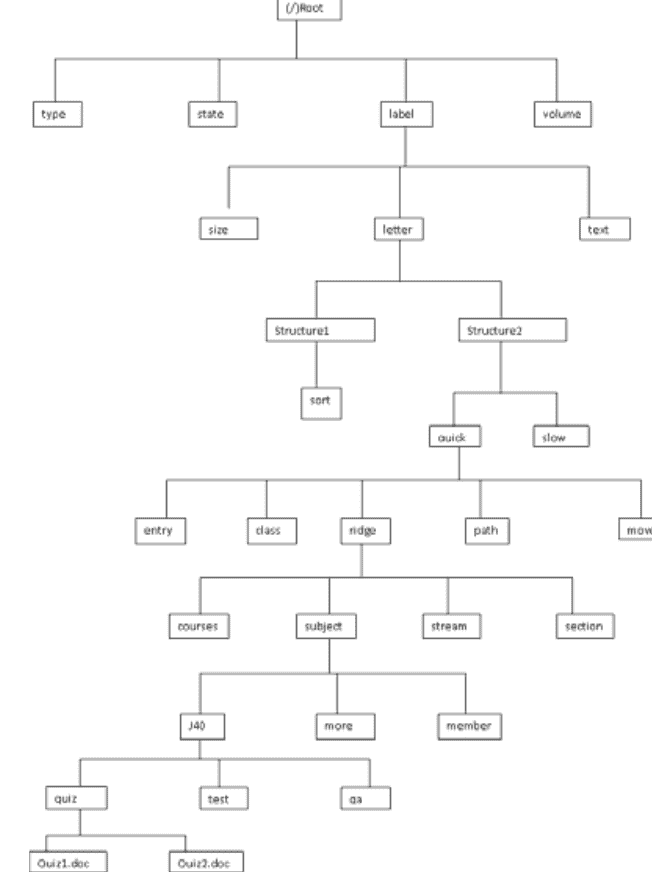 (/)Root
type
state
label
volume
size
letter
text
Structure1
Structure2
sort
quick
slow
entry
class
ridge
path
courses
subject
stream
section
J40
more
member
quiz
test
qa
Quiz1.doc
Quiz2.doc